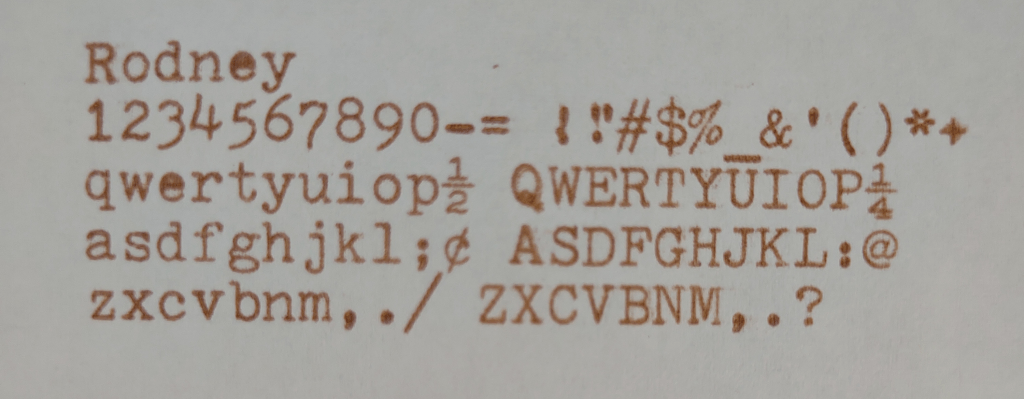 Rodney
1234567890-= !"#$%_&'()*+
qwertyuiop½ QWERTYUIOP¼
asdfghjkl;¢ ASDFGHJKL:@
zxcvbnm,./ ZXCVBNM,.?